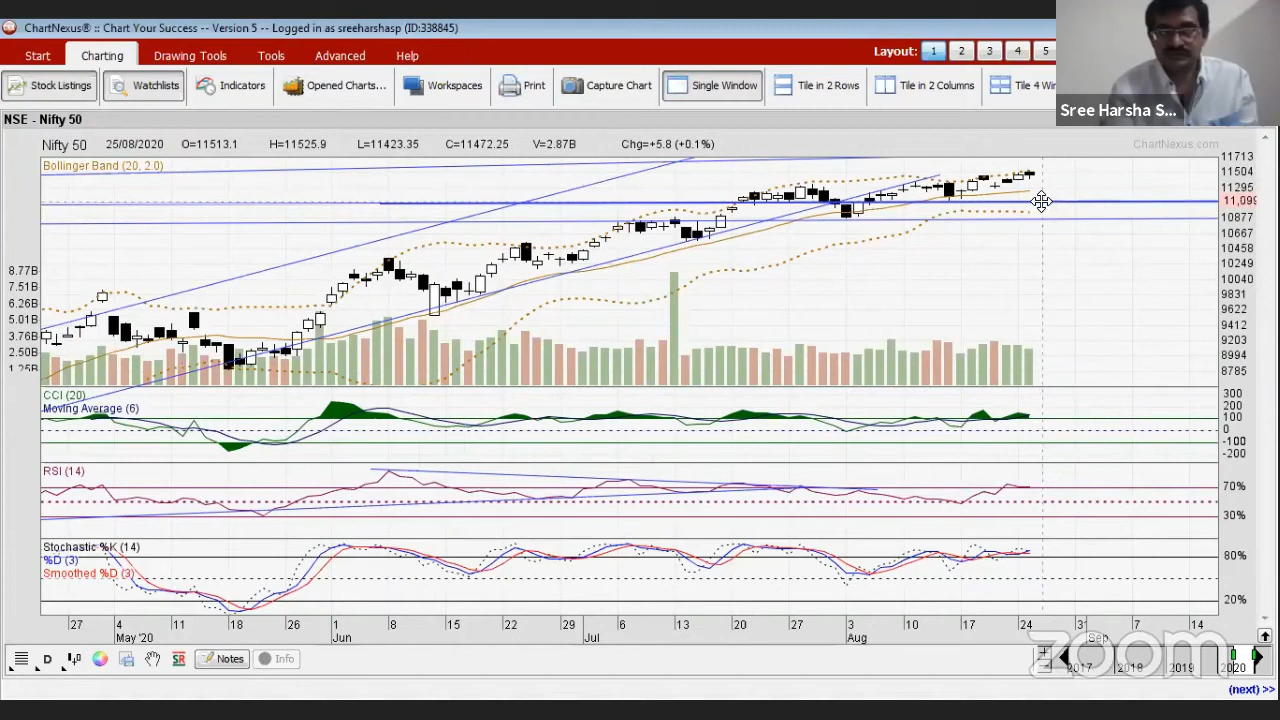 ChartNexus® :: Chart Your Success -- Version 5 -- Logged in as sreeharshasp (ID:338845)
Start Charting Drawing Tools Tools Advanced Help Layout: 1 2 3 4 5
Stock Listings Watchlists Indicators Opened Charts... Workspaces Print Capture Chart Single Window Tile in 2 Rows Tile in 2 Columns
Sree Harsha S...
NSE - Nifty 50
Nifty 50 25/08/2020 O=11513.1 H=11525.9 L=11423.35 C=11472.25 V=2.87B Chg=+5.8 (+0.1%) ChartNexus.com
Bollinger Band (20, 2.0)
11713
11504
11295
11,099
10877
10667
10458
10249
10040
9831
9622
9412
9203
8994
8785
8.77B
7.51B
6.26B
5.01B
3.76B
2.50B
1.25B
CCI (20)
Moving Average (6)
300
200
100
0
-100
-200
RSI (14)
70%
30%
Stochastic %K (14)
%D (3)
Smoothed %D (3)
80%
20%
27 4 11 18 26 1 8 15 22 29 6 13 20 27 3 10 17 24 3 7 14
May '20 Jun Jul Aug Sep
D SR Notes Info
2017 2018 2019 2020
zoom
(next) >>